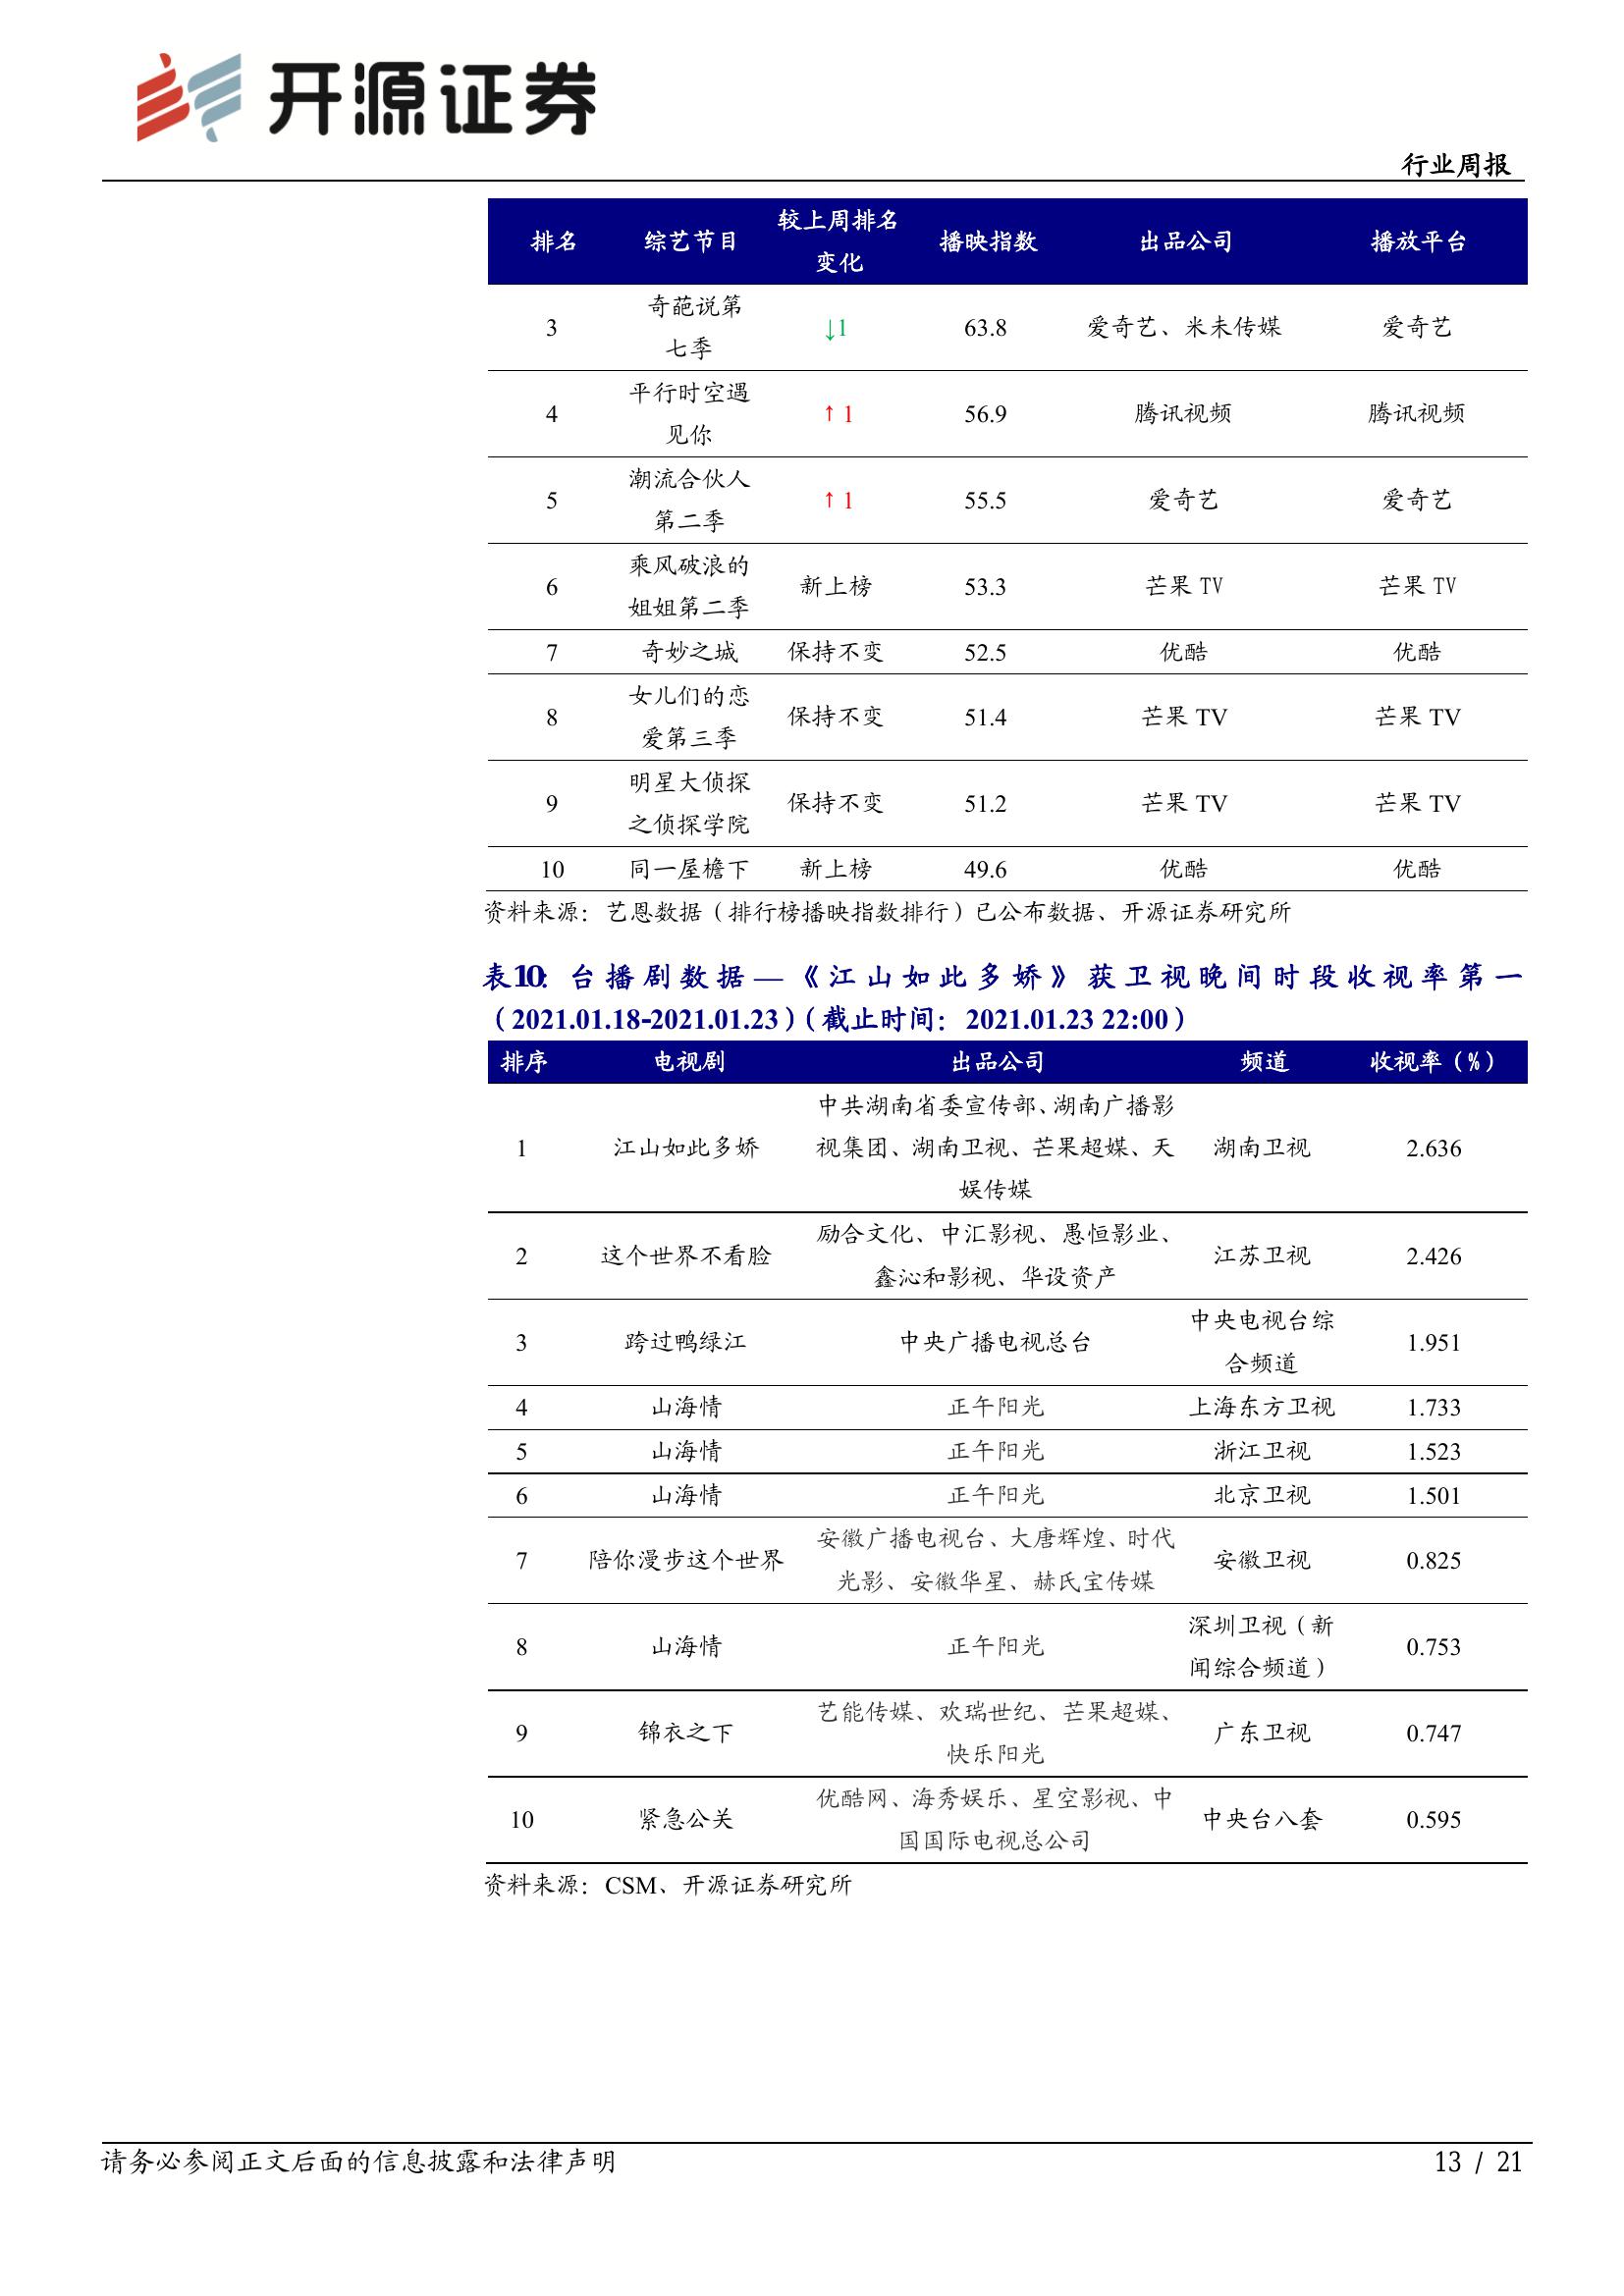 开源证券
行业周报
排名 综艺节目 较上周排名变化 播映指数 出品公司 播放平台
3 奇葩说第七季 ↓1 63.8 爱奇艺、米未传媒 爱奇艺
4 平行时空遇见你 ↑1 56.9 腾讯视频 腾讯视频
5 潮流合伙人第二季 ↑1 55.5 爱奇艺 爱奇艺
6 乘风破浪的姐姐第二季 新上榜 53.3 芒果 TV 芒果 TV
7 奇妙之城 保持不变 52.5 优酷 优酷
8 女儿们的恋爱第三季 保持不变 51.4 芒果 TV 芒果 TV
9 明星大侦探之侦探学院 保持不变 51.2 芒果 TV 芒果 TV
10 同一屋檐下 新上榜 49.6 优酷 优酷
资料来源：艺恩数据（排行榜播映指数排行）已公布数据、开源证券研究所
表10：台播剧数据—《江山如此多娇》获卫视晚间时段收视率第一
（2021.01.18-2021.01.23）（截止时间：2021.01.23 22:00）
排序 电视剧 出品公司 频道 收视率（%）
1 江山如此多娇 中共湖南省委宣传部、湖南广播影视集团、湖南卫视、芒果超媒、天娱传媒 湖南卫视 2.636
2 这个世界不看脸 励合文化、中汇影视、愚恒影业、鑫沁和影视、华设资产 江苏卫视 2.426
3 跨过鸭绿江 中央广播电视总台 中央电视台综合频道 1.951
4 山海情 正午阳光 上海东方卫视 1.733
5 山海情 正午阳光 浙江卫视 1.523
6 山海情 正午阳光 北京卫视 1.501
7 陪你漫步这个世界 安徽广播电视台、大唐辉煌、时代光影、安徽华星、赫氏宝传媒 安徽卫视 0.825
8 山海情 正午阳光 深圳卫视（新闻综合频道） 0.753
9 锦衣之下 艺能传媒、欢瑞世纪、芒果超媒、快乐阳光 广东卫视 0.747
10 紧急公关 优酷网、海秀娱乐、星空影视、中国国际电视总公司 中央台八套 0.595
资料来源：CSM、开源证券研究所
请务必参阅正文后面的信息披露和法律声明
13 / 21